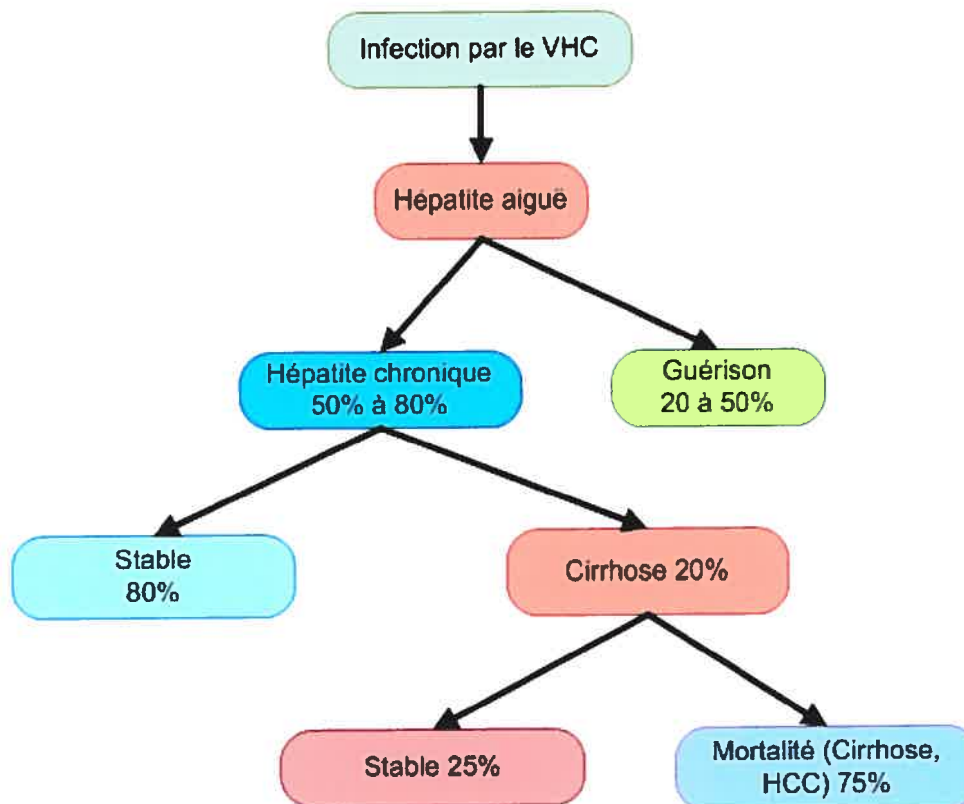 Infection par le VHC
Hépatite aiguë
Hépatite chronique
50% à 80%
Guérison
20 à 50%
Stable
80%
Cirrhose 20%
Stable 25%
Mortalité (Cirrhose,
HCC) 75%